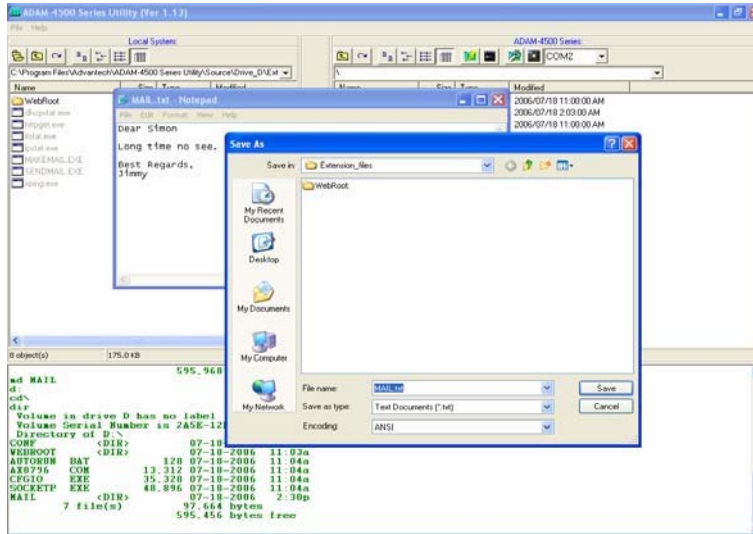 ADAM-4500 Series Utility (Ver 1.13)
File Help
Local System:
ADAM-4500 Series:
COM2
C:\Program Files\Advantech\ADAM-4500 Series Utility\Source\Drive_D\Ext
\
Name Size Type Modified
Name Size Type Modified
WebRoot
2006/07/18 11:00:00 AM
2006/07/18 2:03:00 AM
httpget.exe
2006/07/18 11:00:00 AM
MAKEMAIL.EXE
SENDMAIL.EXE
MAIL.txt - Notepad
File Edit Format View Help
Dear Simon
Long time no see.
Best Regards,
Jimmy
Save As
Save in: Extension_files
WebRoot
My Recent
Documents
Desktop
My Documents
My Computer
My Network
File name: MAIL.txt Save
Save as type: Text Documents (*.txt) Cancel
Encoding: ANSI
8 object(s) 175.0 KB
595,968
md MAIL
d:
cd\
dir
Volume in drive D has no label
Volume Serial Number is 2A5E-12
Directory of D:\
CONF <DIR> 07-18
WEBROOT <DIR> 07-18-2006 11:03a
AUTORUN BAT 128 07-18-2006 11:04a
AX8796 COM 13,312 07-18-2006 11:04a
CFGIO EXE 35,328 07-18-2006 11:04a
SOCKETP EXE 48,896 07-18-2006 11:04a
MAIL <DIR> 07-18-2006 2:30p
7 file(s) 97,664 bytes
595,456 bytes free